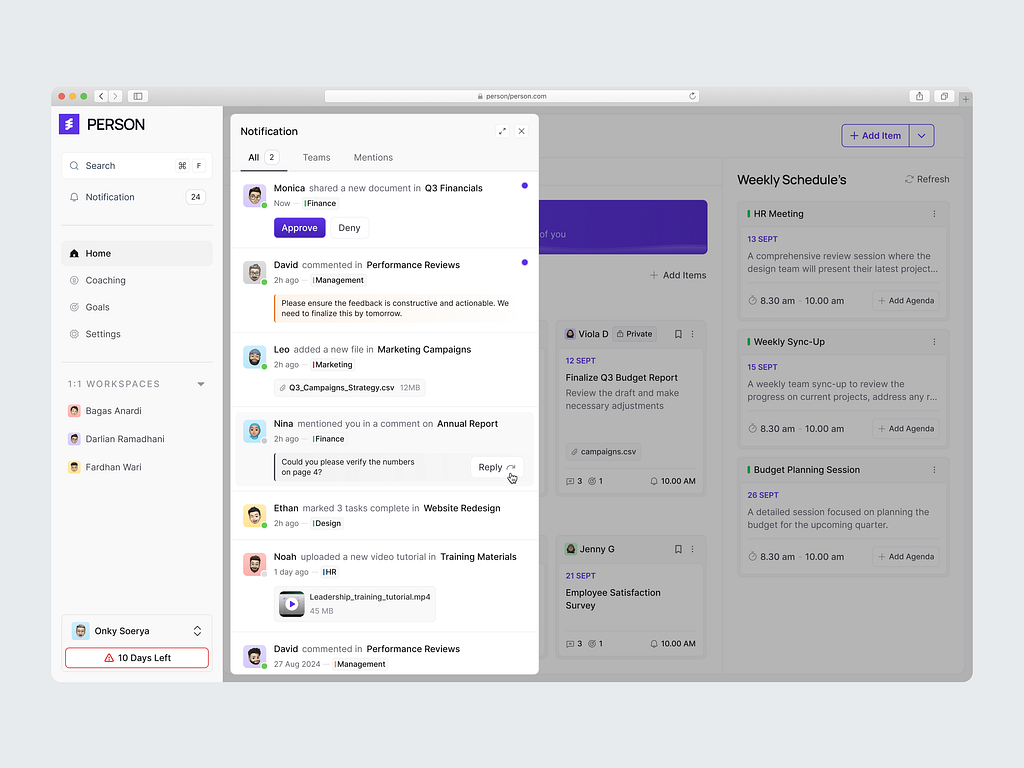 person/person.com
PERSON
Search
⌘ F
Notification
24
Home
Coaching
Goals
Settings
1:1 WORKSPACES
Bagas Anardi
Darlian Ramadhani
Fardhan Wari
Onky Soerya
10 Days Left
Notification
All 2 Teams Mentions
Monica shared a new document in Q3 Financials
Now — Finance
Approve Deny
David commented in Performance Reviews
2h ago — Management
Please ensure the feedback is constructive and actionable. We
need to finalize this by tomorrow.
Leo added a new file in Marketing Campaigns
2h ago — Marketing
Q3_Campaigns_Strategy.csv 12MB
Nina mentioned you in a comment on Annual Report
2h ago — Finance
Could you please verify the numbers
on page 4?
Reply
Ethan marked 3 tasks complete in Website Redesign
2h ago — Design
Noah uploaded a new video tutorial in Training Materials
1 day ago — HR
Leadership_training_tutorial.mp4
45 MB
David commented in Performance Reviews
27 Aug 2024 — Management
+ Add Item
of you
+ Add Items
Viola D Private
12 SEPT
Finalize Q3 Budget Report
Review the draft and make
necessary adjustments
campaigns.csv
3 1 10.00 AM
Jenny G
21 SEPT
Employee Satisfaction
Survey
3 1 10.00 AM
Weekly Schedule's
Refresh
HR Meeting
13 SEPT
A comprehensive review session where the
design team will present their latest project...
8.30 am - 10.00 am
+ Add Agenda
Weekly Sync-Up
15 SEPT
A weekly team sync-up to review the
progress on current projects, address any r...
8.30 am - 10.00 am
+ Add Agenda
Budget Planning Session
26 SEPT
A detailed session focused on planning the
budget for the upcoming quarter.
8.30 am - 10.00 am
+ Add Agenda